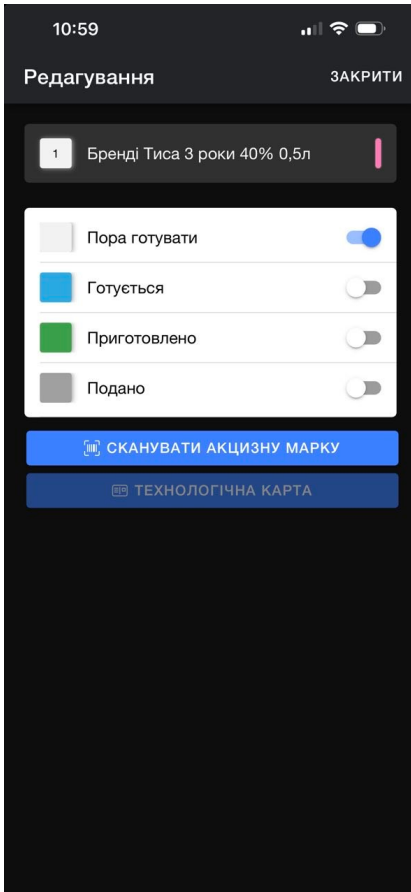 10:59
Редагування
ЗАКРИТИ
1 Бренді Тиса 3 роки 40% 0,5л
Пора готувати
Готується
Приготовлено
Подано
СКАНУВАТИ АКЦИЗНУ МАРКУ
ТЕХНОЛОГІЧНА КАРТА